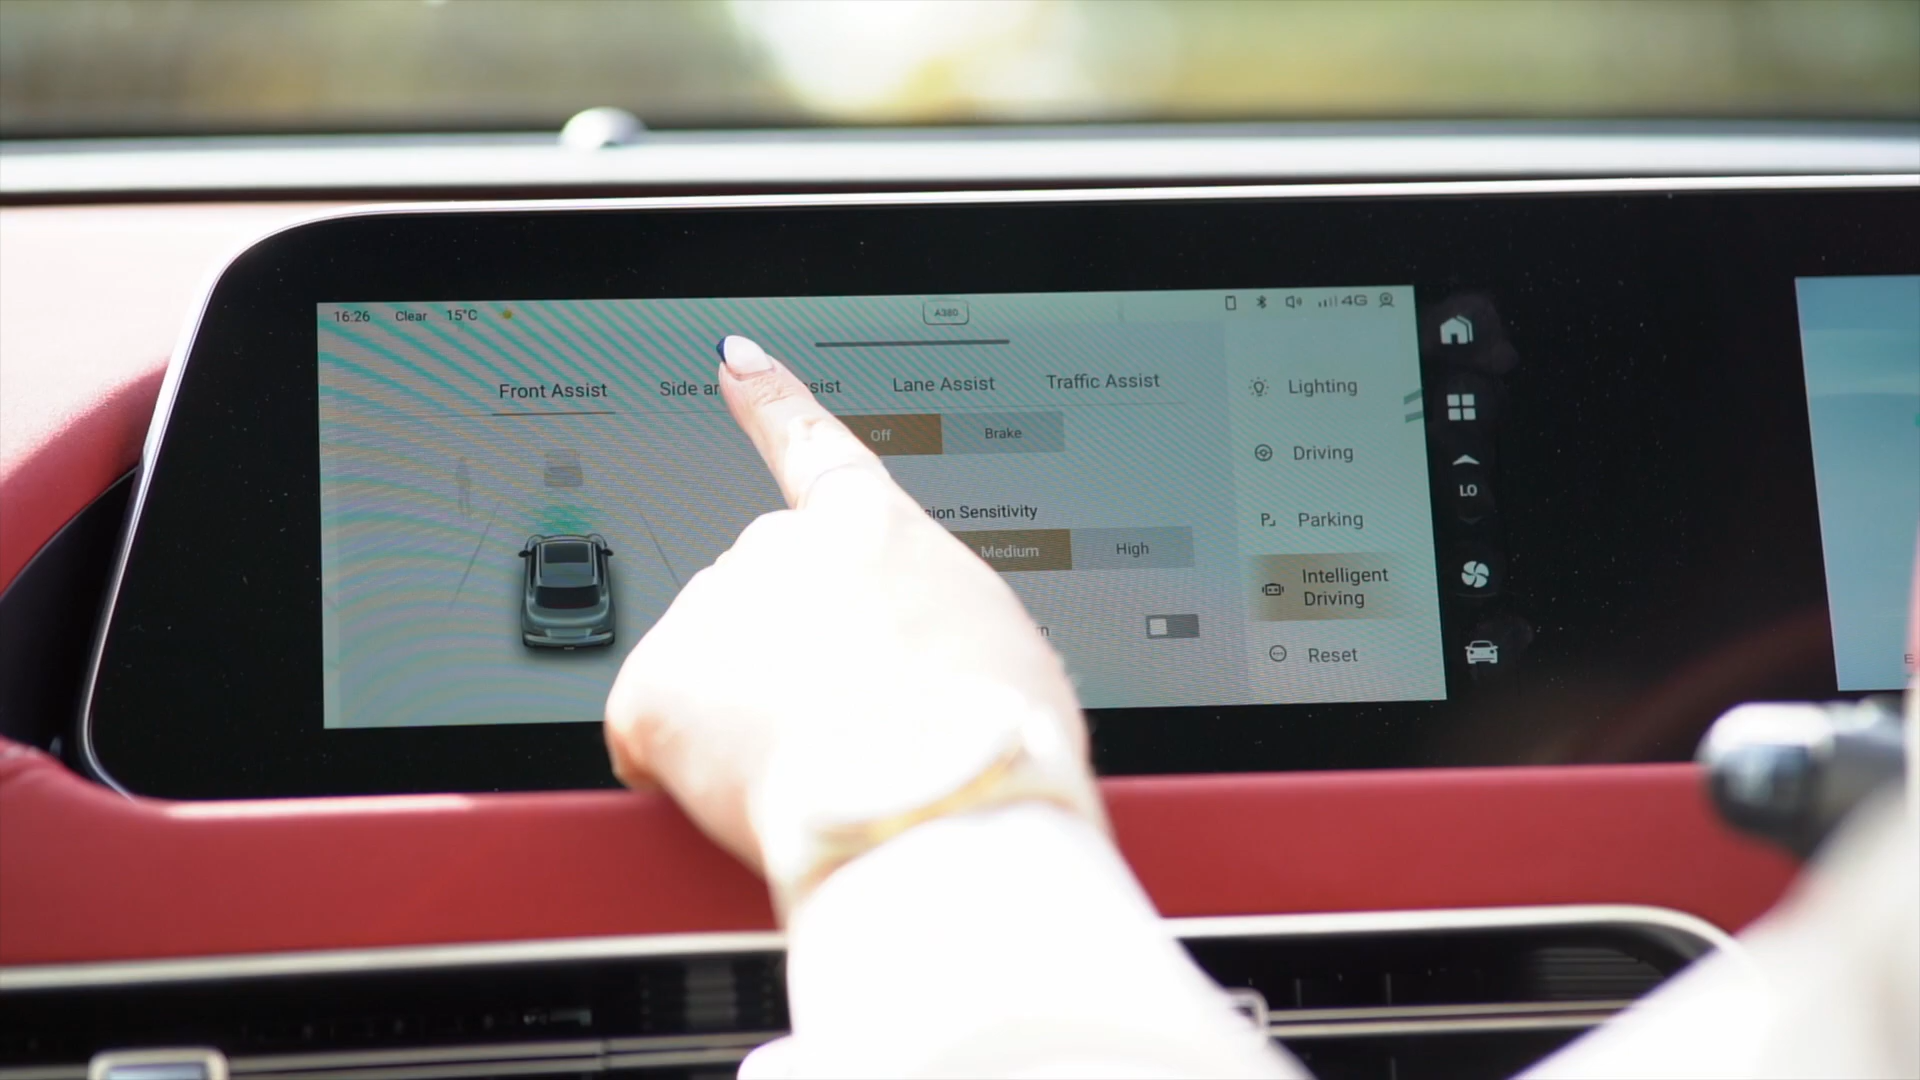 16:26 Clear 15°C
A380
4G
Front Assist Side ar sist Lane Assist Traffic Assist
Off Brake
sion Sensitivity
Medium High
Lighting
Driving
Parking
Intelligent
Driving
Reset
LO